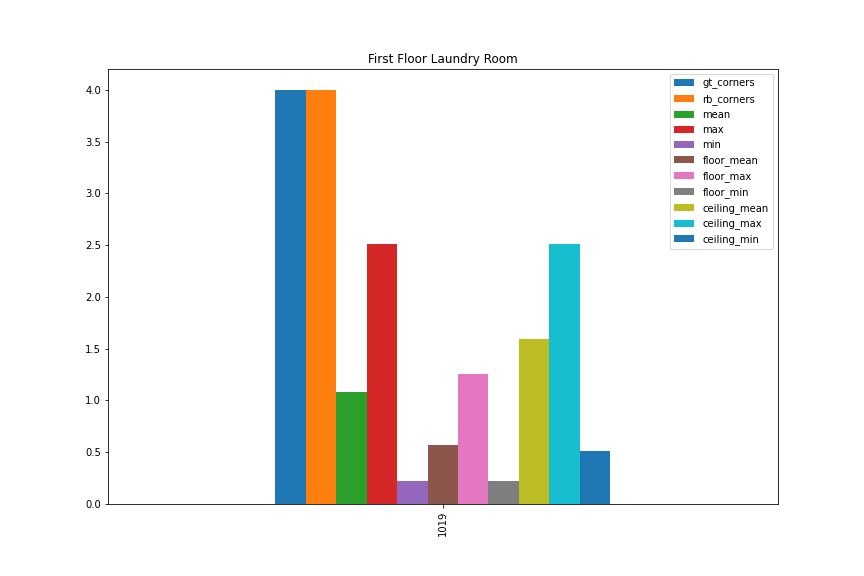 First Floor Laundry Room
4.0
3.5
3.0
2.5
2.0
1.5
1.0
0.5
0.0
gt_corners
rb_corners
mean
max
min
floor_mean
floor_max
floor_min
ceiling_mean
ceiling_max
ceiling_min
1019